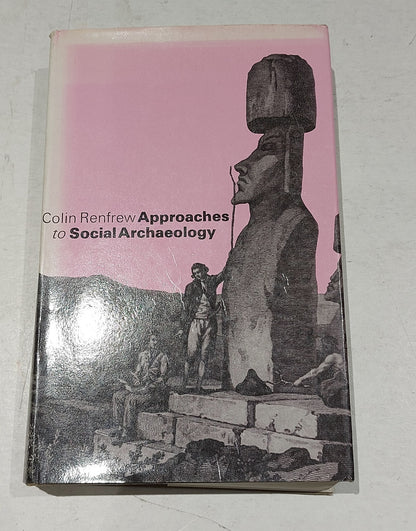 Colin Renfrew Approaches
to Social Archaeology